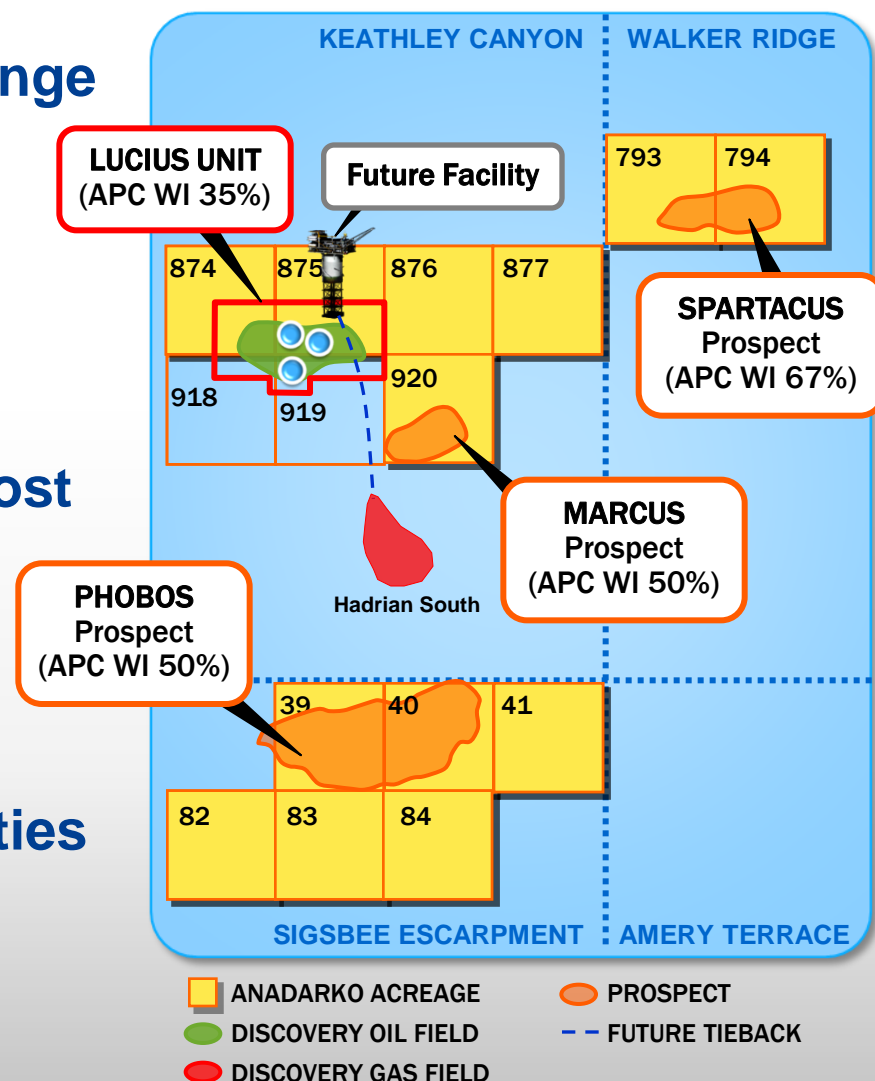 nge
ost
ties
KEATHLEY CANYON
WALKER RIDGE
LUCIUS UNIT
(APC WI 35%)
Future Facility
793
794
874
875
876
877
SPARTACUS
Prospect
(APC WI 67%)
918
919
920
MARCUS
Prospect
(APC WI 50%)
Hadrian South
PHOBOS
Prospect
(APC WI 50%)
39
40
41
82
83
84
SIGSBEE ESCARPMENT
AMERY TERRACE
ANADARKO ACREAGE
PROSPECT
DISCOVERY OIL FIELD
FUTURE TIEBACK
DISCOVERY GAS FIELD